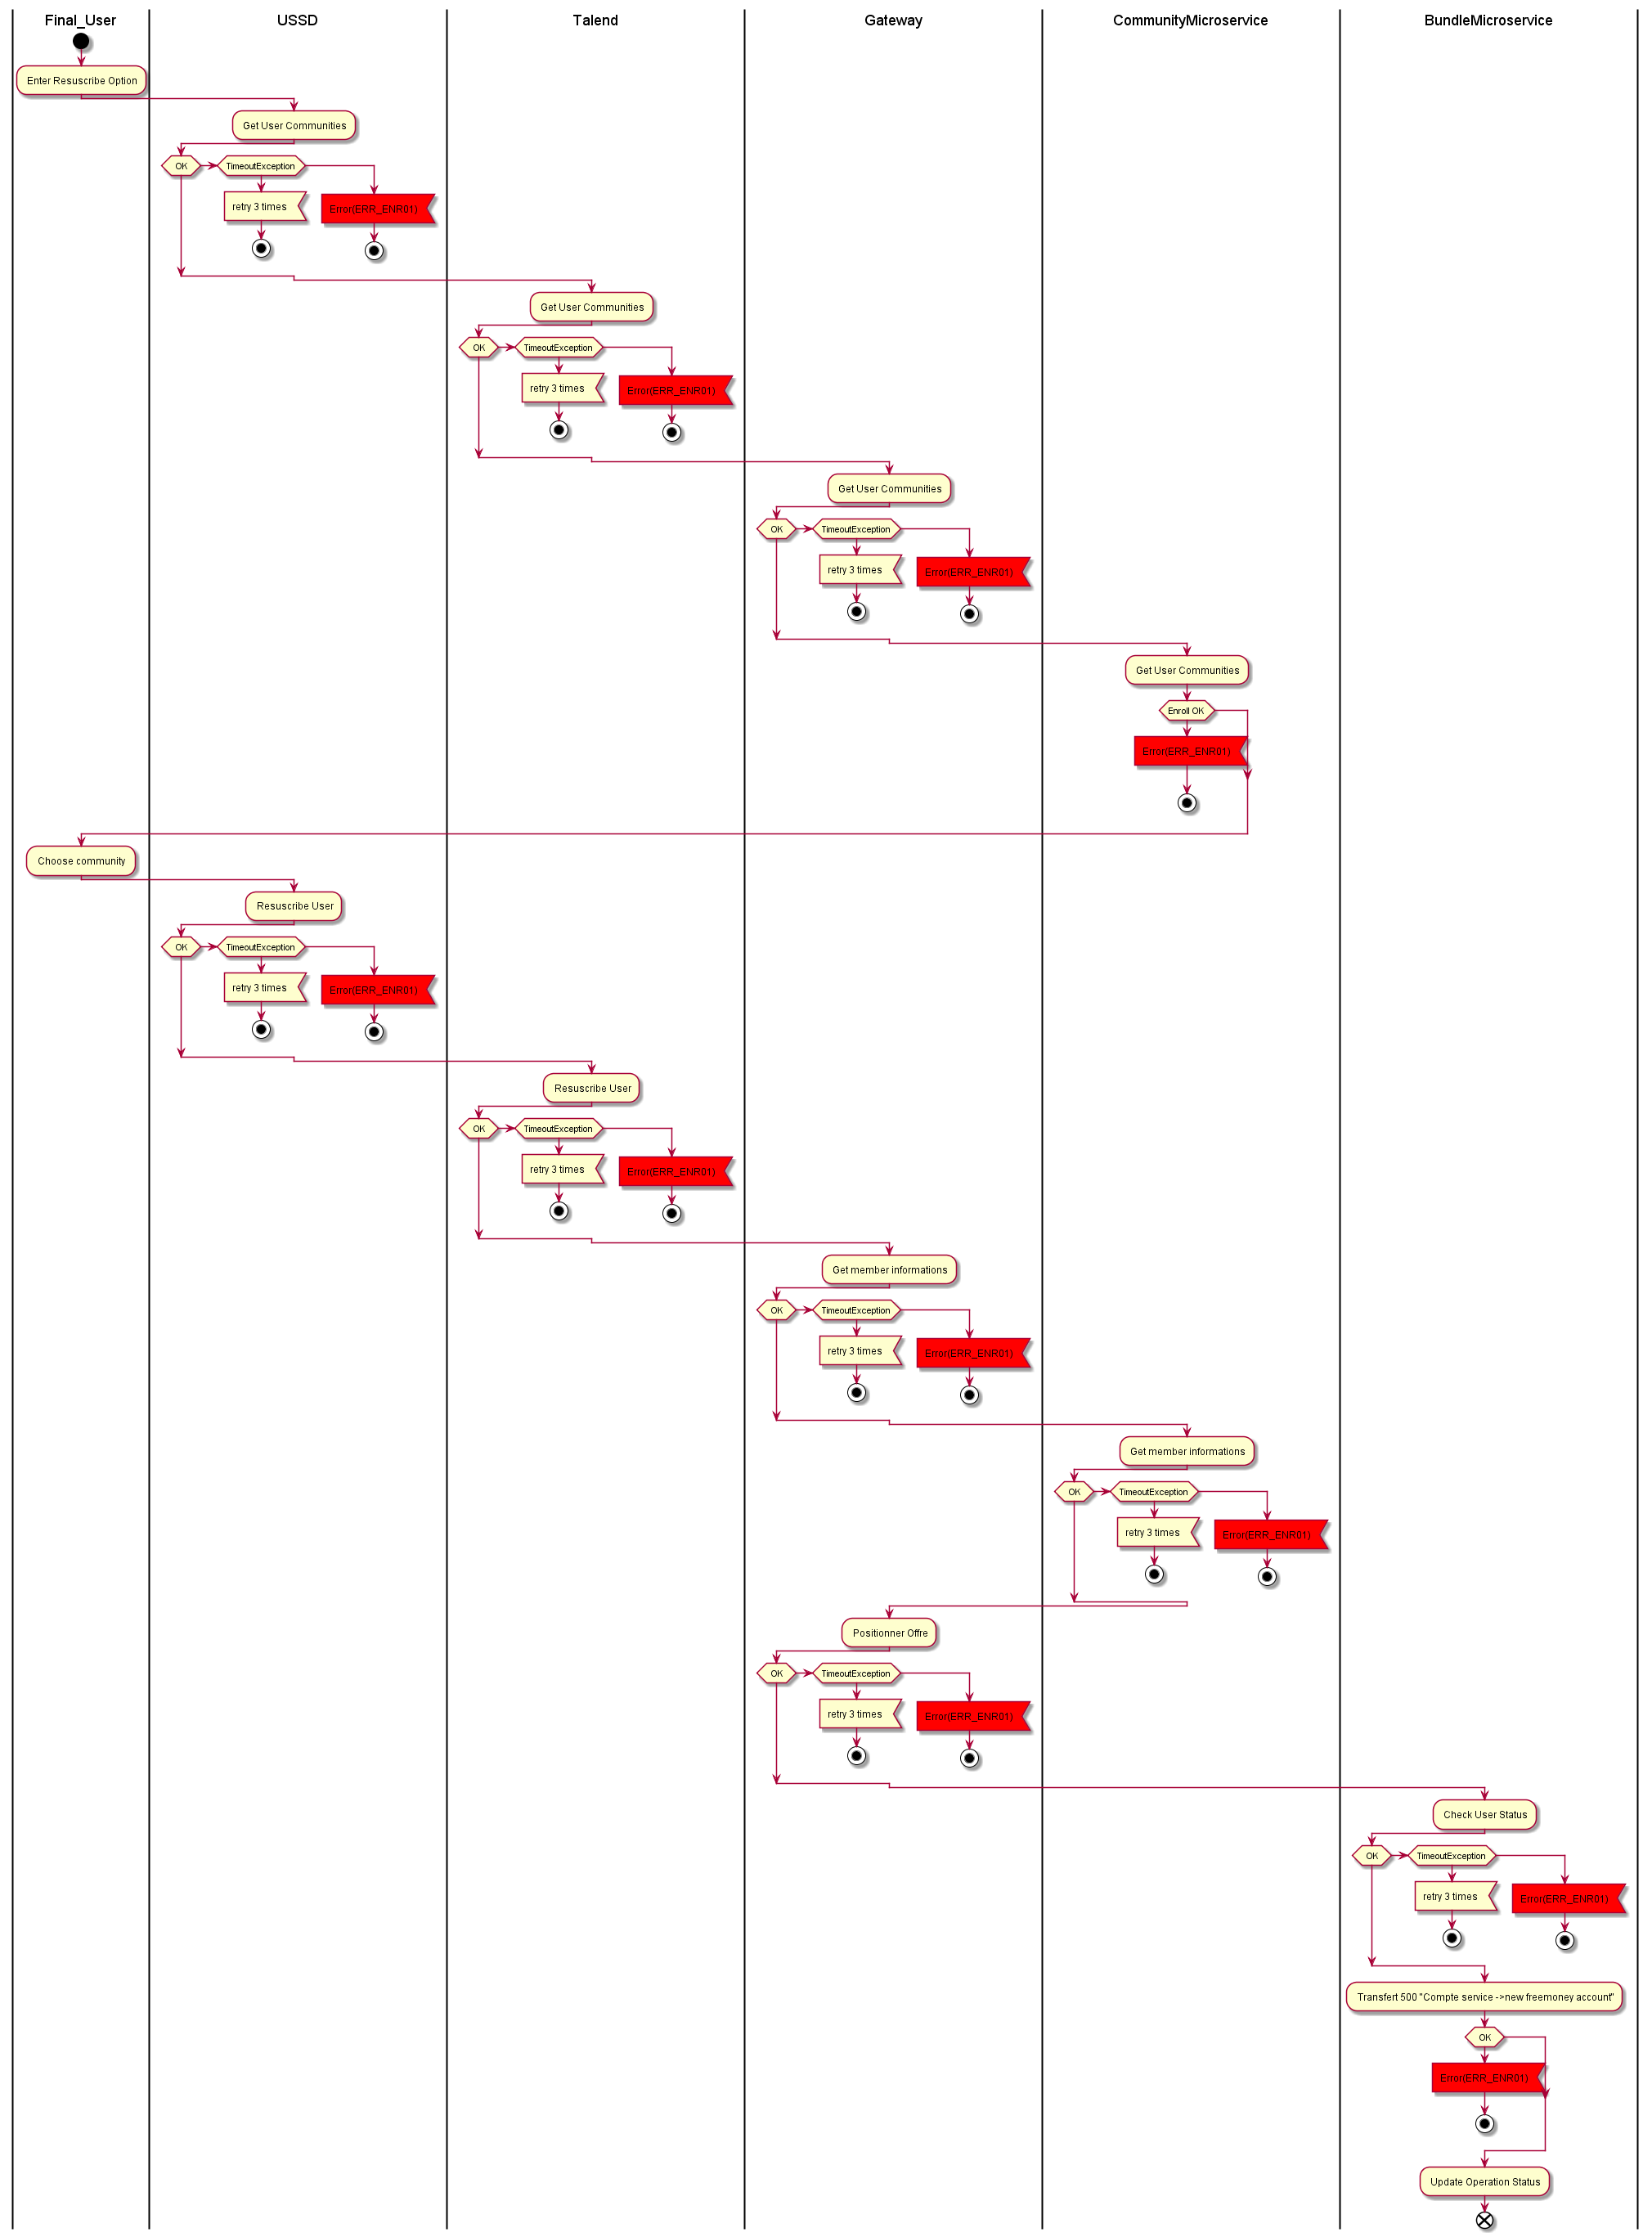 Final_User
USSD
Talend
Gateway
CommunityMicroservice
BundleMicroservice
Enter Resuscribe Option
Get User Communities
OK
TimeoutException
retry 3 times
Error(ERR_ENR01)
Get User Communities
OK
TimeoutException
retry 3 times
Error(ERR_ENR01)
Get User Communities
OK
TimeoutException
retry 3 times
Error(ERR_ENR01)
Get User Communities
Enroll OK
Error(ERR_ENR01)
Choose community
Resuscribe User
OK
TimeoutException
retry 3 times
Error(ERR_ENR01)
Resuscribe User
OK
TimeoutException
retry 3 times
Error(ERR_ENR01)
Get member informations
OK
TimeoutException
retry 3 times
Error(ERR_ENR01)
Get member informations
OK
TimeoutException
retry 3 times
Error(ERR_ENR01)
Positionner Offre
OK
TimeoutException
retry 3 times
Error(ERR_ENR01)
Check User Status
OK
TimeoutException
retry 3 times
Error(ERR_ENR01)
Transfert 500 "Compte service ->new freemoney account"
OK
Error(ERR_ENR01)
Update Operation Status